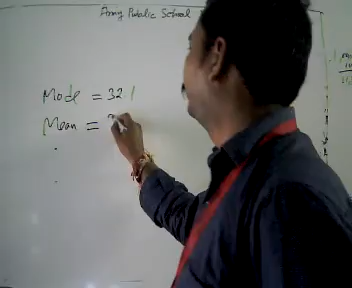 Army Public School
Mode = 32.1
Mean =